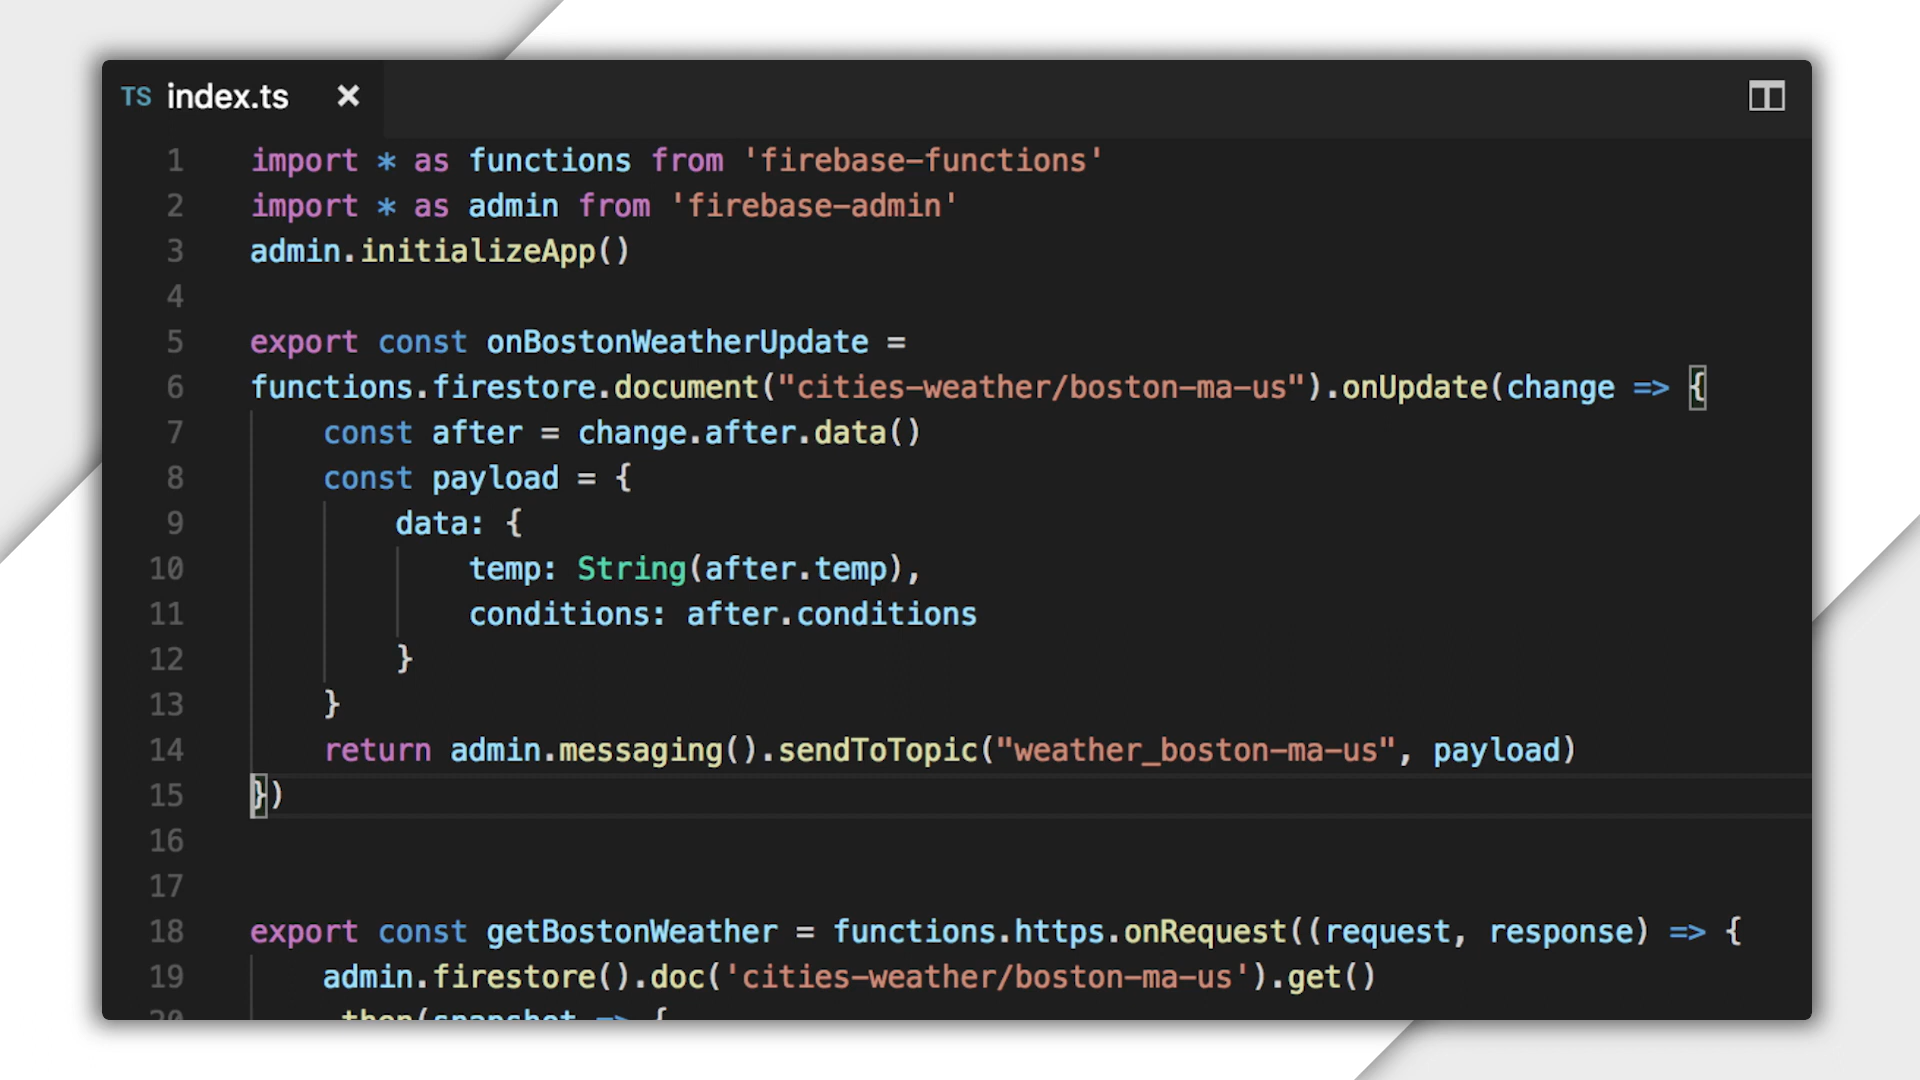 TS index.ts ×
1 import * as functions from 'firebase-functions'
2 import * as admin from 'firebase-admin'
3 admin.initializeApp()
4
5 export const onBostonWeatherUpdate =
6 functions.firestore.document("cities-weather/boston-ma-us").onUpdate(change => {
7     const after = change.after.data()
8     const payload = {
9         data: {
10             temp: String(after.temp),
11             conditions: after.conditions
12         }
13     }
14     return admin.messaging().sendToTopic("weather_boston-ma-us", payload)
15 })
16
17
18 export const getBostonWeather = functions.https.onRequest((request, response) => {
19     admin.firestore().doc('cities-weather/boston-ma-us').get()
20     .then(snapshot => {